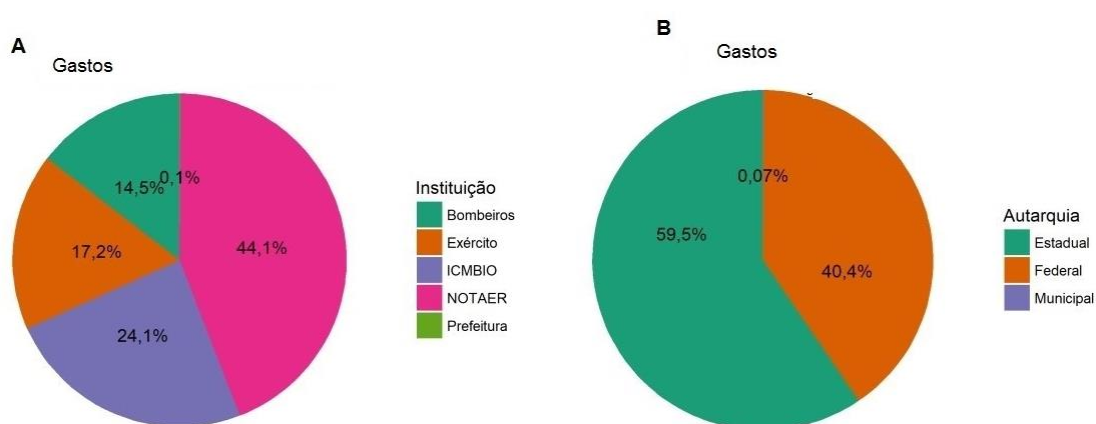 A
Gastos
14,5%
0,1%
17,2%
44,1%
24,1%
Instituição
Bombeiros
Exército
ICMBIO
NOTAER
Prefeitura
B
Gastos
0,07%
59,5%
40,4%
Autarquia
Estadual
Federal
Municipal